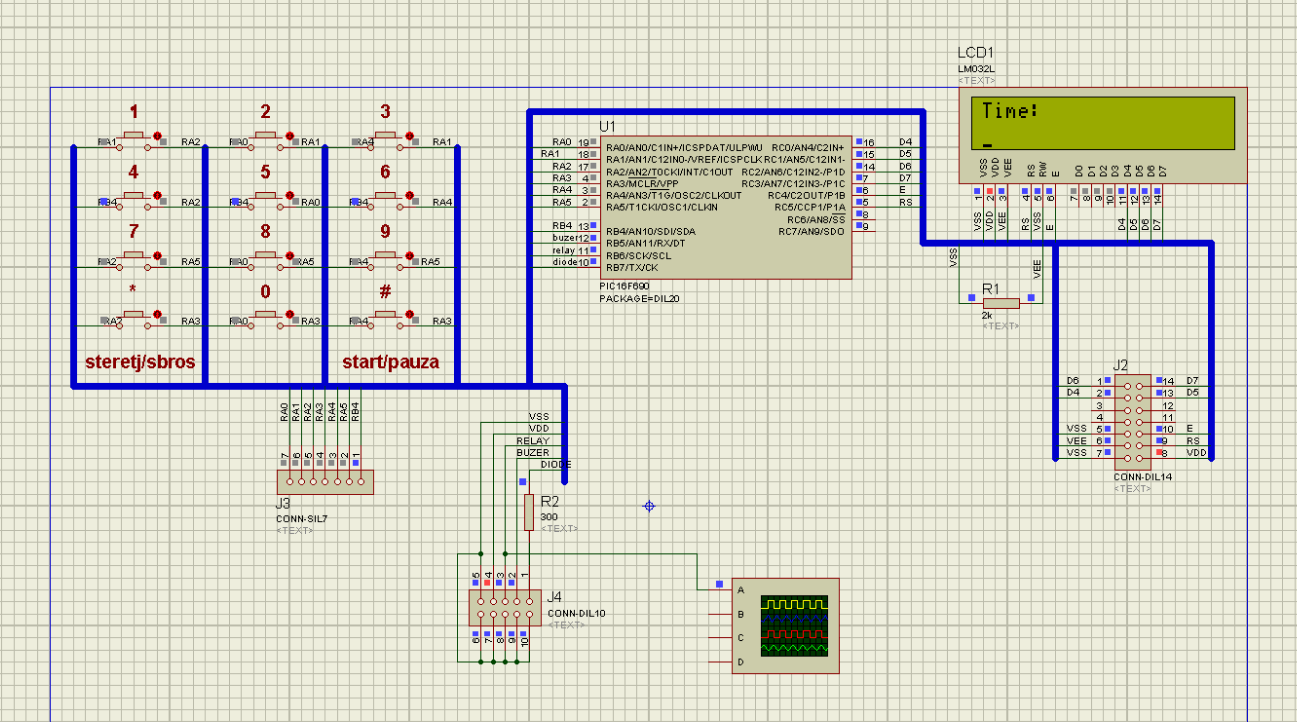 LCD1
LM032L
<TEXT>
Time:
VSS VDD VEE RS RW E D0 D1 D2 D3 D4 D5 D6 D7
1 2 3 4 5 6 7 8 9 10 11 12 13 14
VSS VDD VEE RS VSS E D4 D5 D6 D7
1 2 3
RA1 RA2 RA0 RA1 RA4 RA1
4 5 6
RB4 RA2 RB4 RA0 RA4
7 8 9
RA2 RA5 RA0 RA5 RA4 RA5
* 0 #
RA2 RA3 RA0 RA3 RA4 RA3
steretj/sbros start/pauza
U1
RA0 19 RA0/AN0/C1IN+/ICSPDAT/ULPWU RC0/AN4/C2IN+ 16 D4
RA1 18 RA1/AN1/C12IN0-/VREF/ICSPCLK RC1/AN5/C12IN1- 15 D5
RA2 17 RA2/AN2/T0CKI/INT/C1OUT RC2/AN6/C12IN2-/P1D 14 D6
RA3 4 RA3/MCLR/VPP RC3/AN7/C12IN3-/P1C 7 D7
RA4 3 RA4/AN3/T1G/OSC2/CLKOUT RC4/C2OUT/P1B 6 E
RA5 2 RA5/T1CKI/OSC1/CLKIN RC5/CCP1/P1A 5 RS
RC6/AN8/SS 8
RB4 13 RB4/AN10/SDI/SDA RC7/AN9/SDO 9
buzer 12 RB5/AN11/RX/DT
relay 11 RB6/SCK/SCL
diode 10 RB7/TX/CK
PIC16F690
PACKAGE=DIL20
VSS VEE
R1
2k
<TEXT>
J2
D6 1 14 D7
D4 2 13 D5
3 12
4 11
VSS 5 10 E
VEE 6 9 RS
VSS 7 8 VDD
CONN-DIL14
<TEXT>
RA0 RA1 RA2 RA3 RA4 RA5 RB4
7 6 5 4 3 2 1
J3
CONN-SIL7
<TEXT>
VSS
VDD
RELAY
BUZER
DIODE
R2
300
<TEXT>
5 4 3 2 1
J4
CONN-DIL10
<TEXT>
6 7 8 9 10
A
B
C
D